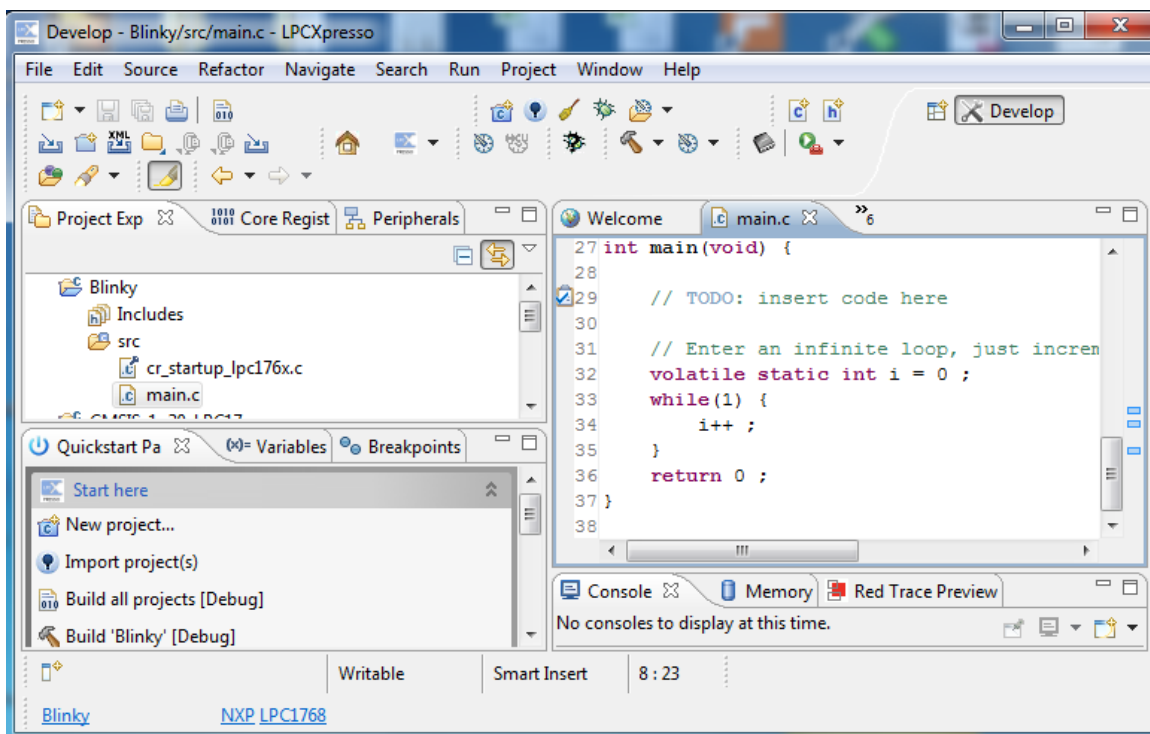 Develop - Blinky/src/main.c - LPCXpresso
File Edit Source Refactor Navigate Search Run Project Window Help
Develop
Project Exp Core Regist Peripherals
Blinky
Includes
src
cr_startup_lpc176x.c
main.c
Quickstart Pa (x)= Variables Breakpoints
Start here
New project...
Import project(s)
Build all projects [Debug]
Build 'Blinky' [Debug]
Welcome main.c »6
27 int main(void) {
28
29 // TODO: insert code here
30
31 // Enter an infinite loop, just increm
32 volatile static int i = 0 ;
33 while(1) {
34 i++ ;
35 }
36 return 0 ;
37 }
38
Console Memory Red Trace Preview
No consoles to display at this time.
Writable Smart Insert 8 : 23
Blinky NXP LPC1768